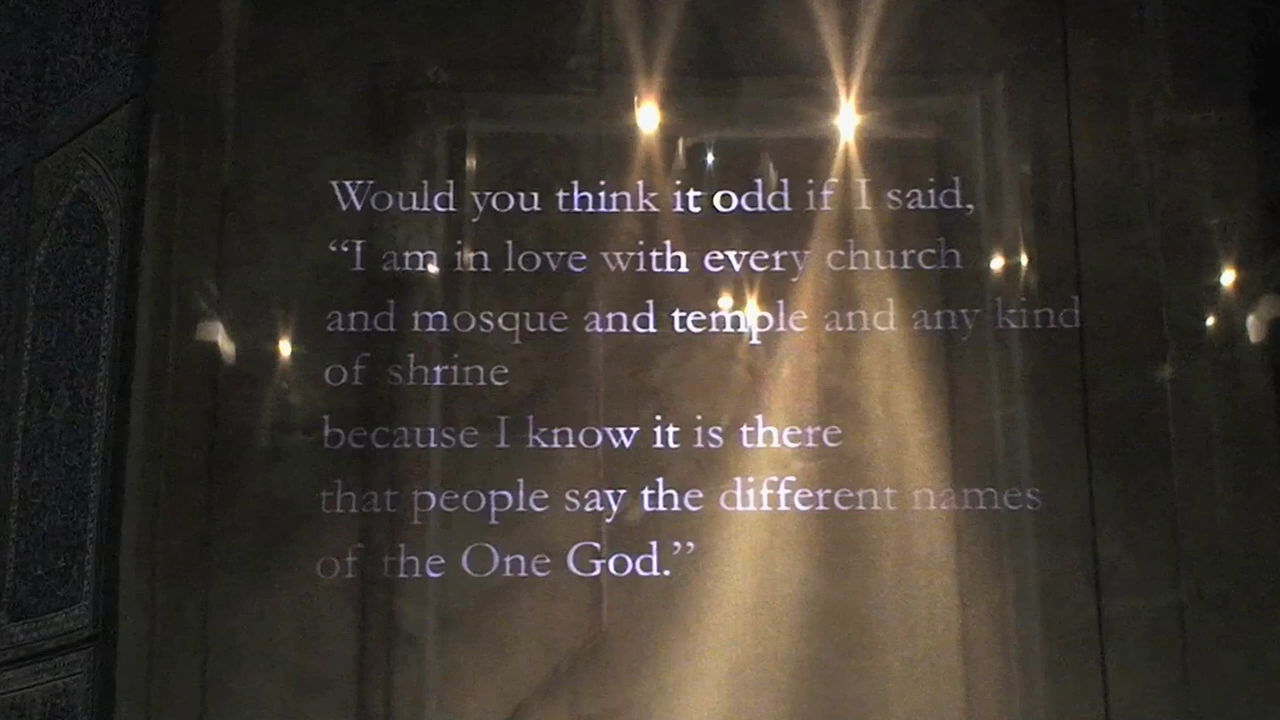 Would you think it odd if I said,
“I am in love with every church
and mosque and temple and any kind
of shrine
because I know it is there
that people say the different names
of the One God.”